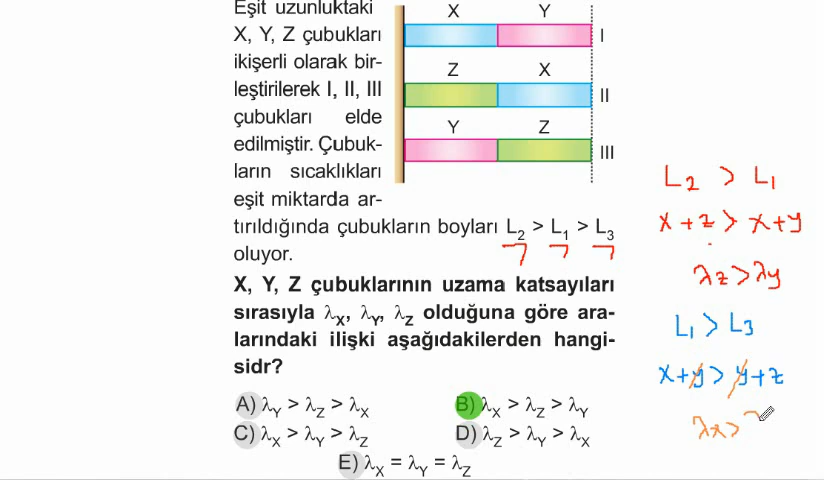 Eşit uzunluktaki
X, Y, Z çubukları
ikişerli olarak bir-
leştirilerek I, II, III
çubukları elde
edilmiştir. Çubuk-
ların sıcaklıkları
eşit miktarda ar-
tırıldığında çubukların boyları L₂ > L₁ > L₃
oluyor.
X Y
I
Z X
II
Y Z
III
X, Y, Z çubuklarının uzama katsayıları
sırasıyla λX, λY, λZ olduğuna göre ara-
larındaki ilişki aşağıdakilerden hangi-
sidr?
A) λY > λZ > λX
B) λX > λZ > λY
C) λX > λY > λZ
D) λZ > λY > λX
E) λX = λY = λZ
L₂ > L₁
x + z > x + y
λz > λy
L₁ > L₃
x + y > y + z
λx >